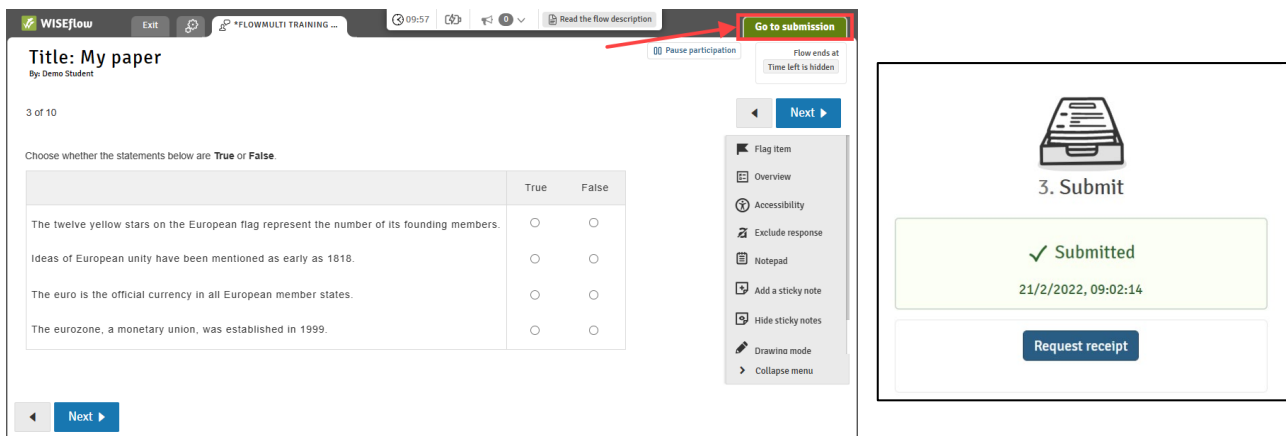 WISEflow
Exit
*FLOWMULTI TRAINING ...
09:57
0
Read the flow description
Go to submission
Title: My paper
By: Demo Student
Pause participation
Flow ends at
Time left is hidden
3 of 10
Next
Choose whether the statements below are True or False.
True False
The twelve yellow stars on the European flag represent the number of its founding members.
Ideas of European unity have been mentioned as early as 1818.
The euro is the official currency in all European member states.
The eurozone, a monetary union, was established in 1999.
Flag item
Overview
Accessibility
Exclude response
Notepad
Add a sticky note
Hide sticky notes
Drawing mode
Collapse menu
Next
3. Submit
Submitted
21/2/2022, 09:02:14
Request receipt